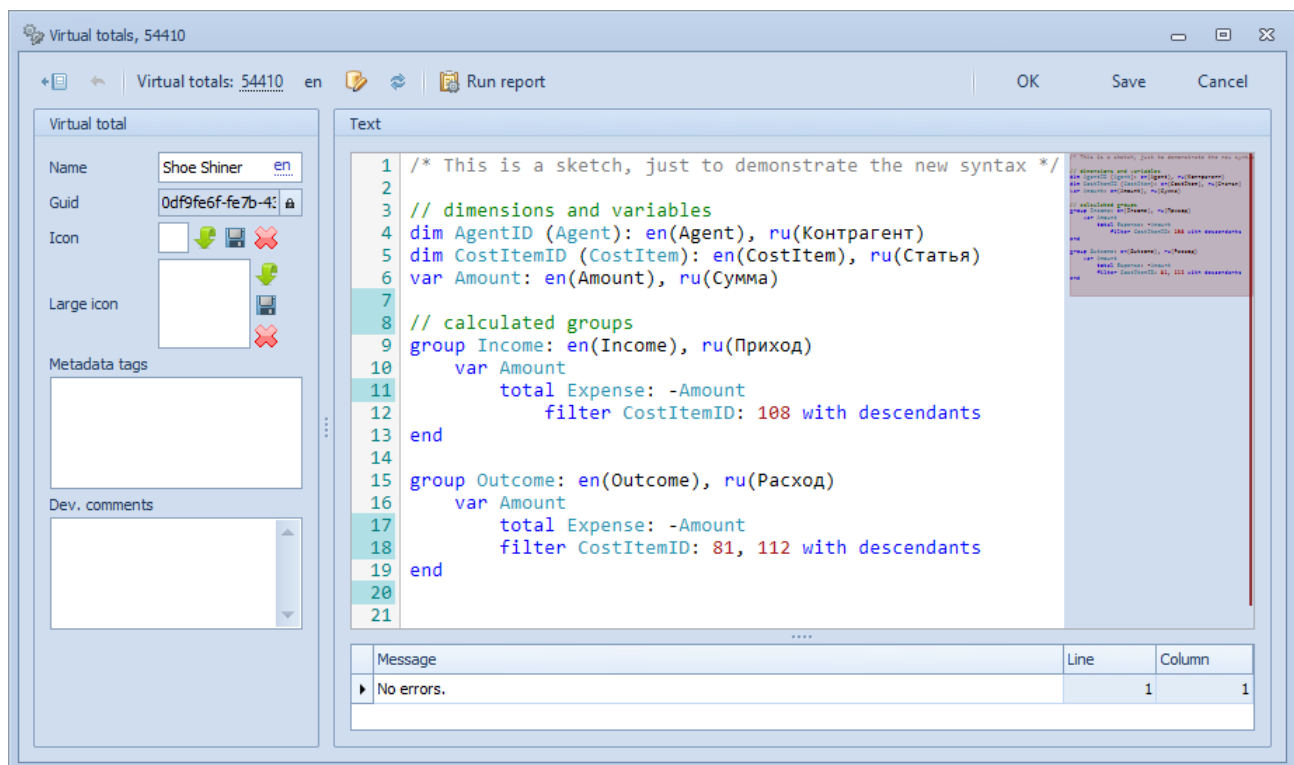 Virtual totals, 54410
Virtual totals: 54410 en Run report OK Save Cancel
Virtual total
Name Shoe Shiner en
Guid 0df9fe6f-fe7b-43
Icon
Large icon
Metadata tags
Dev. comments
Text
1 /* This is a sketch, just to demonstrate the new syntax */
2
3 // dimensions and variables
4 dim AgentID (Agent): en(Agent), ru(Контрагент)
5 dim CostItemID (CostItem): en(CostItem), ru(Статья)
6 var Amount: en(Amount), ru(Сумма)
7
8 // calculated groups
9 group Income: en(Income), ru(Приход)
10 var Amount
11 total Expense: -Amount
12 filter CostItemID: 108 with descendants
13 end
14
15 group Outcome: en(Outcome), ru(Расход)
16 var Amount
17 total Expense: -Amount
18 filter CostItemID: 81, 112 with descendants
19 end
20
21
Message Line Column
No errors. 1 1